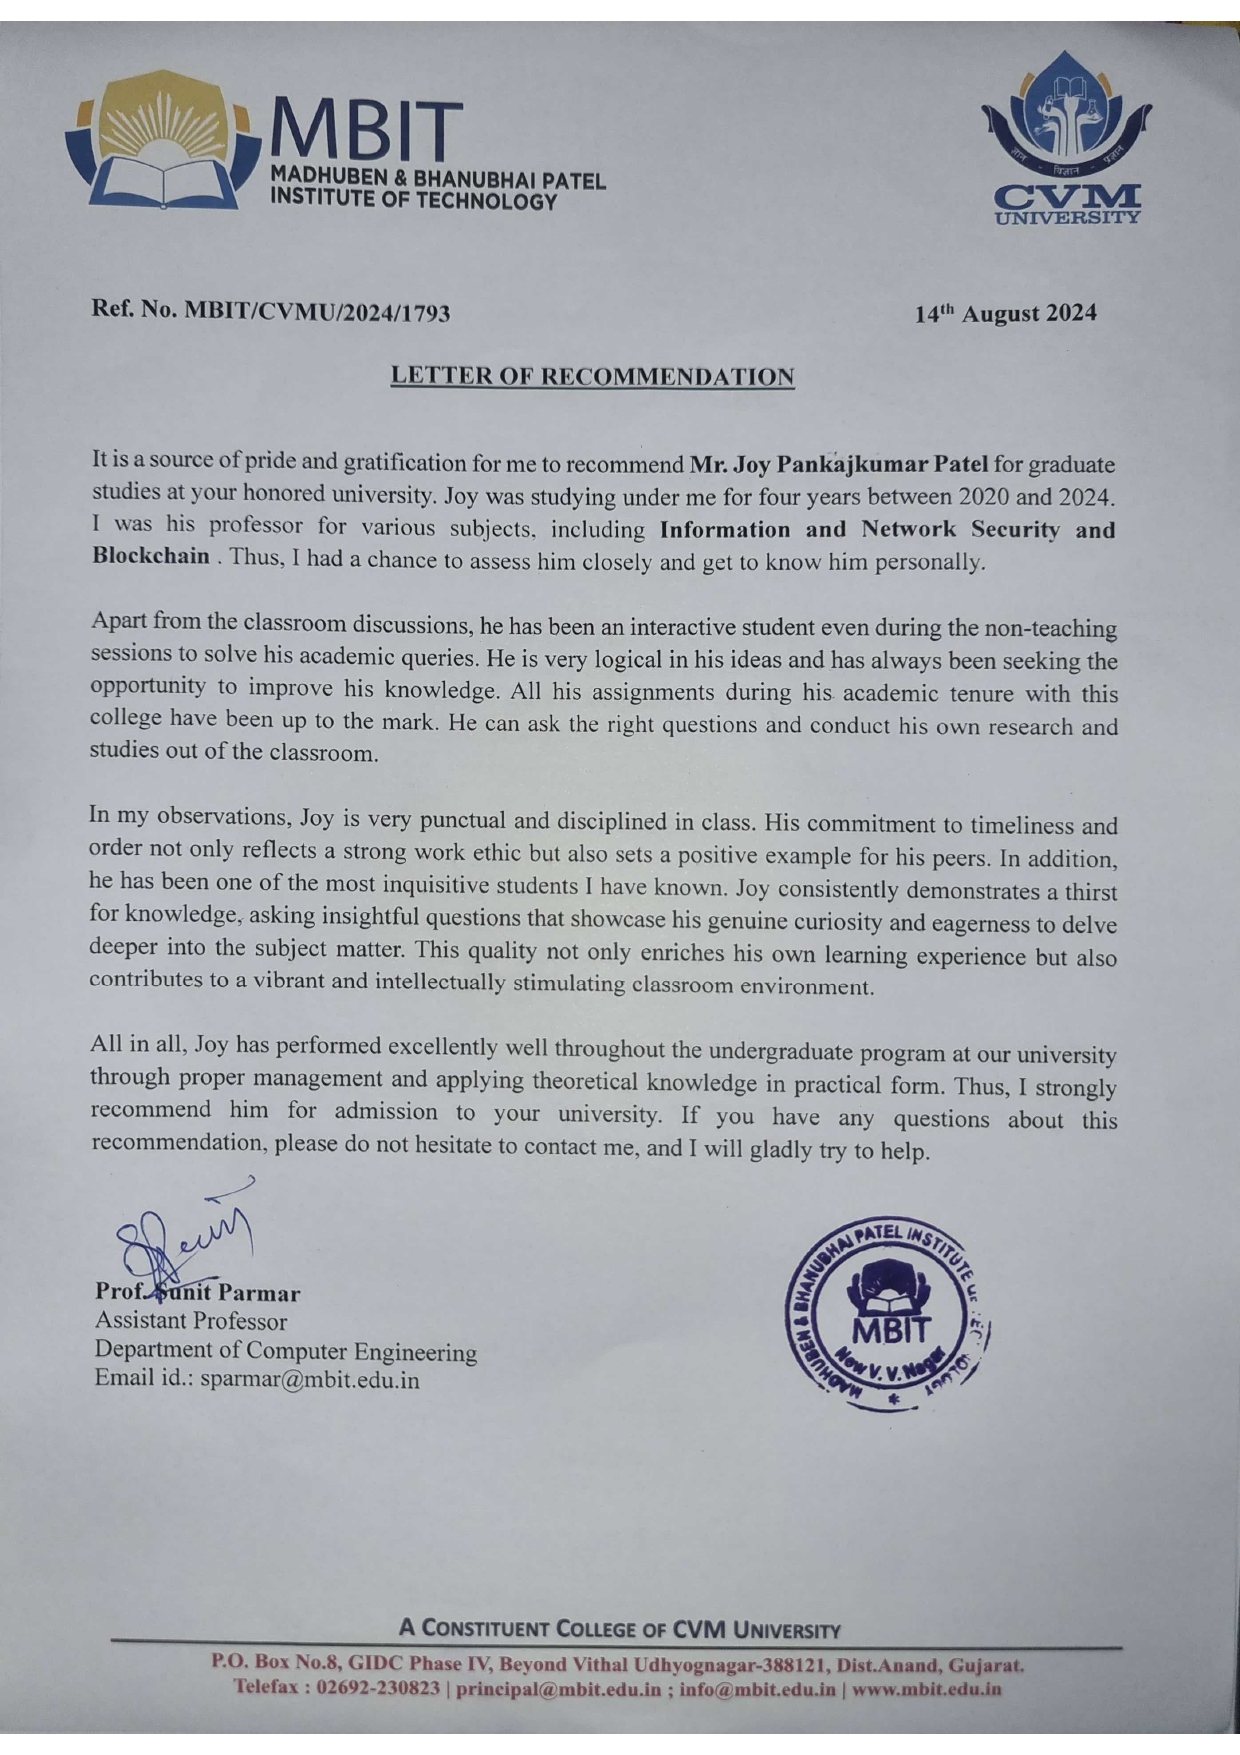 MBIT
MADHUBEN & BHANUBHAI PATEL
INSTITUTE OF TECHNOLOGY
ज्ञान - विज्ञान - प्रज्ञान
CVM
UNIVERSITY
Ref. No. MBIT/CVMU/2024/1793
14th August 2024
LETTER OF RECOMMENDATION
It is a source of pride and gratification for me to recommend Mr. Joy Pankajkumar Patel for graduate
studies at your honored university. Joy was studying under me for four years between 2020 and 2024.
I was his professor for various subjects, including Information and Network Security and
Blockchain . Thus, I had a chance to assess him closely and get to know him personally.
Apart from the classroom discussions, he has been an interactive student even during the non-teaching
sessions to solve his academic queries. He is very logical in his ideas and has always been seeking the
opportunity to improve his knowledge. All his assignments during his academic tenure with this
college have been up to the mark. He can ask the right questions and conduct his own research and
studies out of the classroom.
In my observations, Joy is very punctual and disciplined in class. His commitment to timeliness and
order not only reflects a strong work ethic but also sets a positive example for his peers. In addition,
he has been one of the most inquisitive students I have known. Joy consistently demonstrates a thirst
for knowledge, asking insightful questions that showcase his genuine curiosity and eagerness to delve
deeper into the subject matter. This quality not only enriches his own learning experience but also
contributes to a vibrant and intellectually stimulating classroom environment.
All in all, Joy has performed excellently well throughout the undergraduate program at our university
through proper management and applying theoretical knowledge in practical form. Thus, I strongly
recommend him for admission to your university. If you have any questions about this
recommendation, please do not hesitate to contact me, and I will gladly try to help.
Prof. Sunit Parmar
Assistant Professor
Department of Computer Engineering
Email id.: sparmar@mbit.edu.in
MADHUBEN & BHANUBHAI PATEL INSTITUTE
MBIT
New V. V. Nagar
A CONSTITUENT COLLEGE OF CVM UNIVERSITY
P.O. Box No.8, GIDC Phase IV, Beyond Vithal Udhyognagar-388121, Dist.Anand, Gujarat.
Telefax : 02692-230823 | principal@mbit.edu.in ; info@mbit.edu.in | www.mbit.edu.in